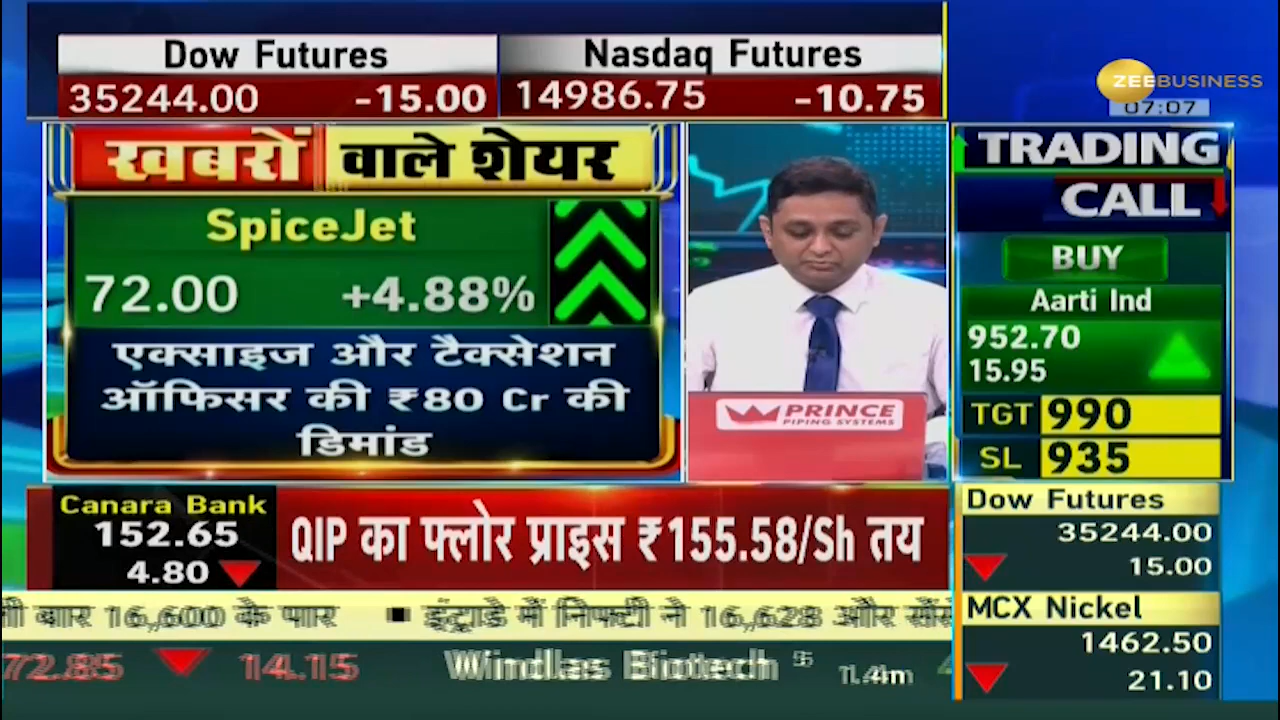 Dow Futures
35244.00 -15.00
Nasdaq Futures
14986.75 -10.75
ZEEBUSINESS
07:07
खबरों वाले शेयर
SpiceJet
72.00 +4.88%
एक्साइज और टैक्सेशन
ऑफिसर की ₹80 Cr की
डिमांड
PRINCE
PIPING SYSTEMS
TRADING
CALL
BUY
Aarti Ind
952.70
15.95
TGT 990
SL 935
Canara Bank
152.65
4.80
QIP का फ्लोर प्राइस ₹155.58/Sh तय
Dow Futures
35244.00
15.00
MCX Nickel
1462.50
21.10
बार 16,600 के पार ■ इंट्राडे में निफ्टी ने 16,628 और
72.85 14.15 Windlas Biotech 1.4m